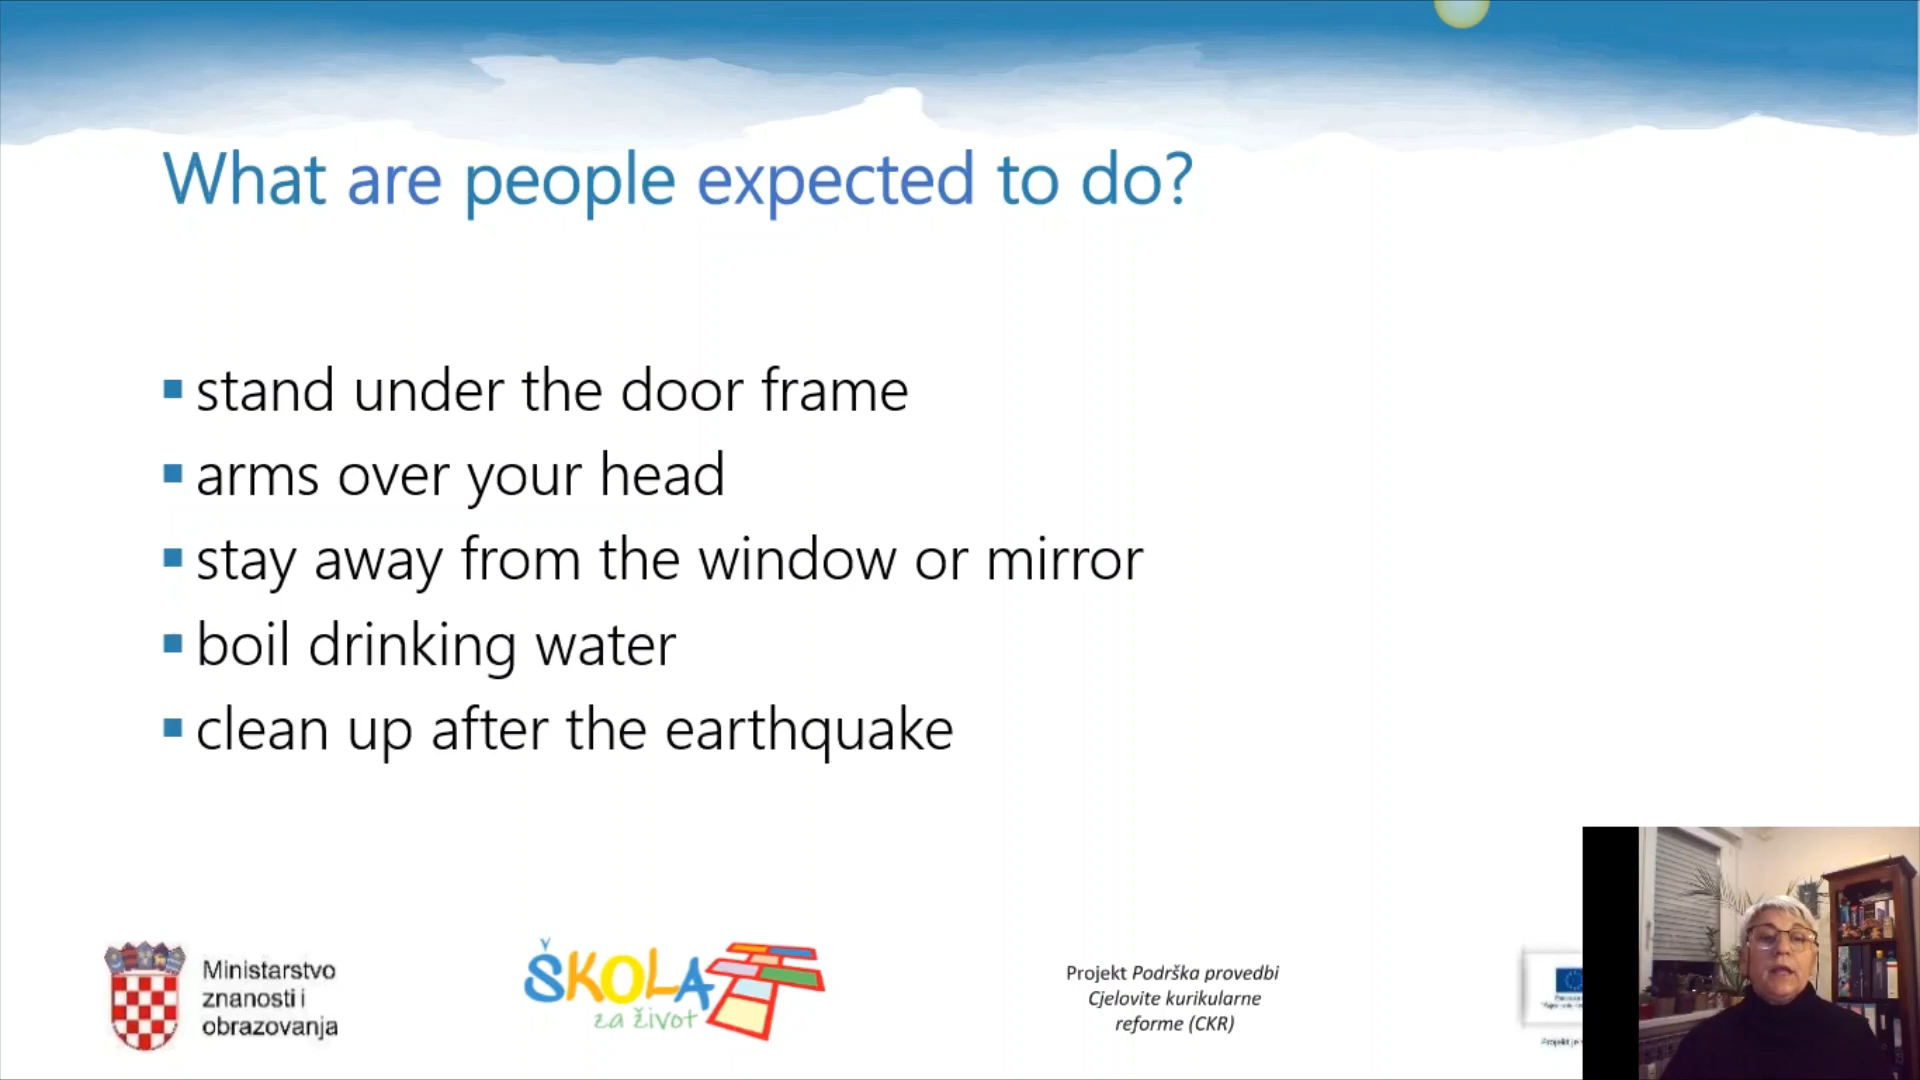 What are people expected to do?
stand under the door frame
arms over your head
stay away from the window or mirror
boil drinking water
clean up after the earthquake
Ministarstvo
znanosti i
obrazovanja
ŠKOLA
za život
Projekt Podrška provedbi
Cjelovite kurikularne
reforme (CKR)